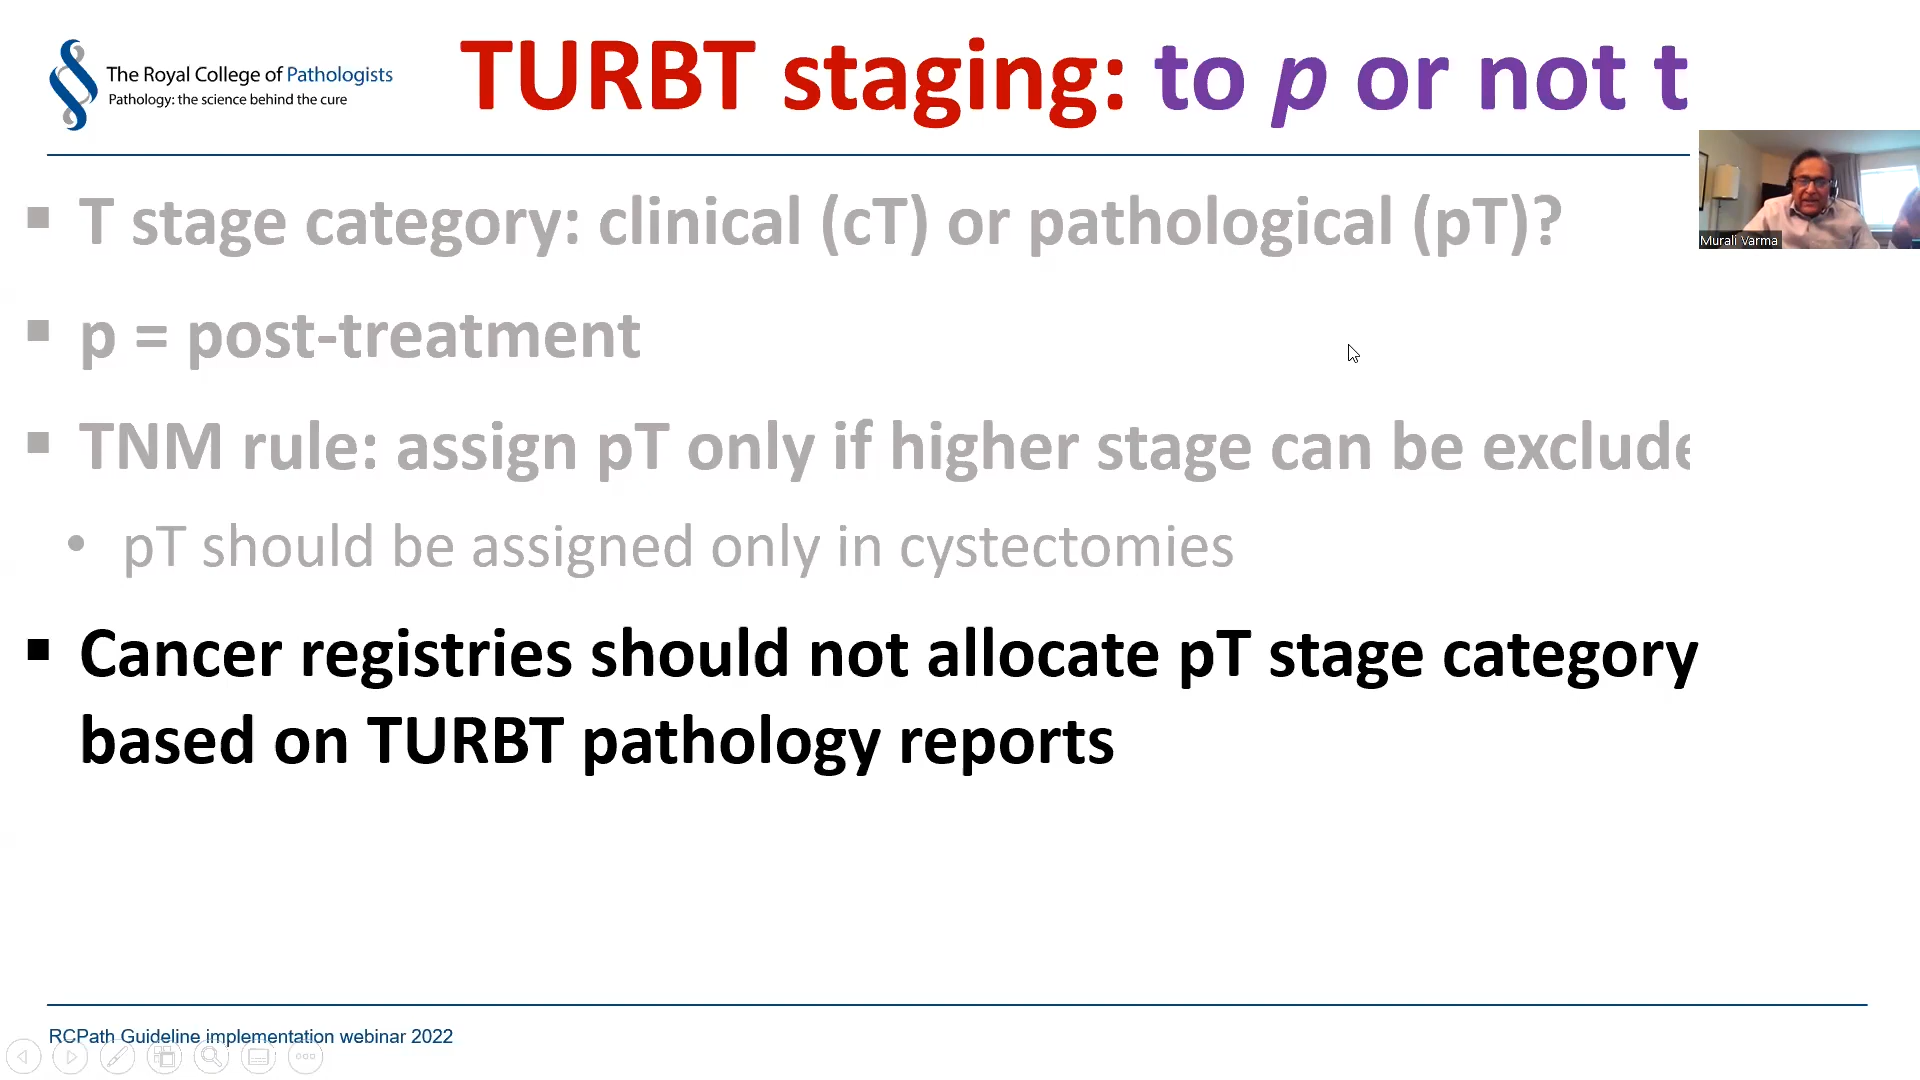 The Royal College of Pathologists
Pathology: the science behind the cure
TURBT staging: to p or not t
Murali Varma
▪ T stage category: clinical (cT) or pathological (pT)?
▪ p = post-treatment
▪ TNM rule: assign pT only if higher stage can be exclude
• pT should be assigned only in cystectomies
▪ Cancer registries should not allocate pT stage category
based on TURBT pathology reports
RCPath Guideline implementation webinar 2022